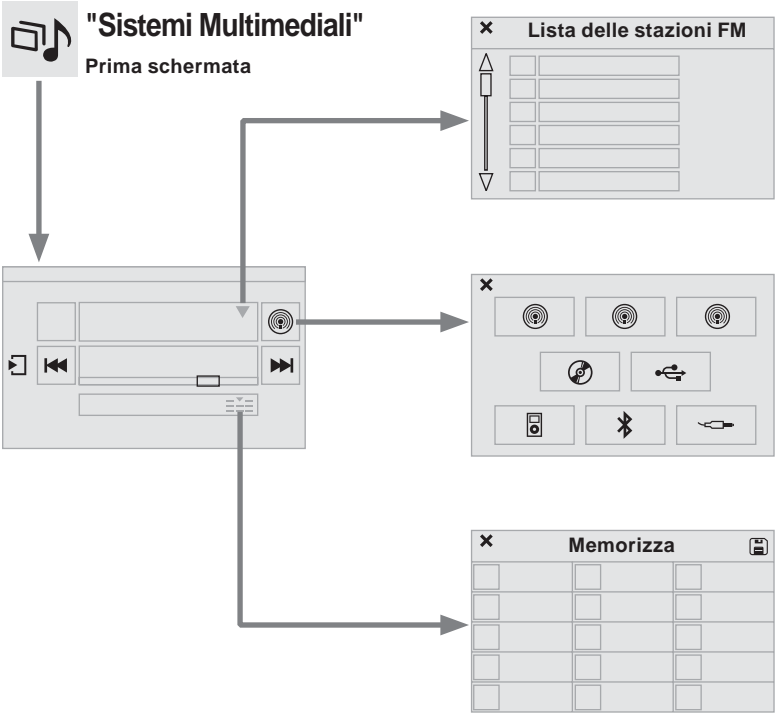 "Sistemi Multimediali"
Prima schermata
Lista delle stazioni FM
Memorizza